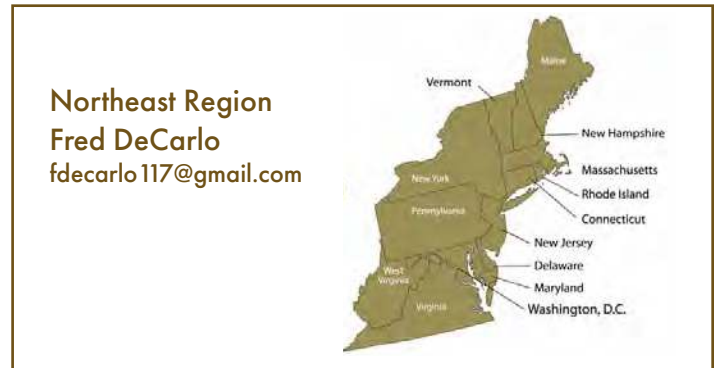 Northeast Region
Fred DeCarlo
fdecarlo117@gmail.com
Maine
Vermont
New Hampshire
Massachusetts
New York
Rhode Island
Connecticut
Pennsylvania
New Jersey
Delaware
West
Virginia
Maryland
Virginia
Washington, D.C.